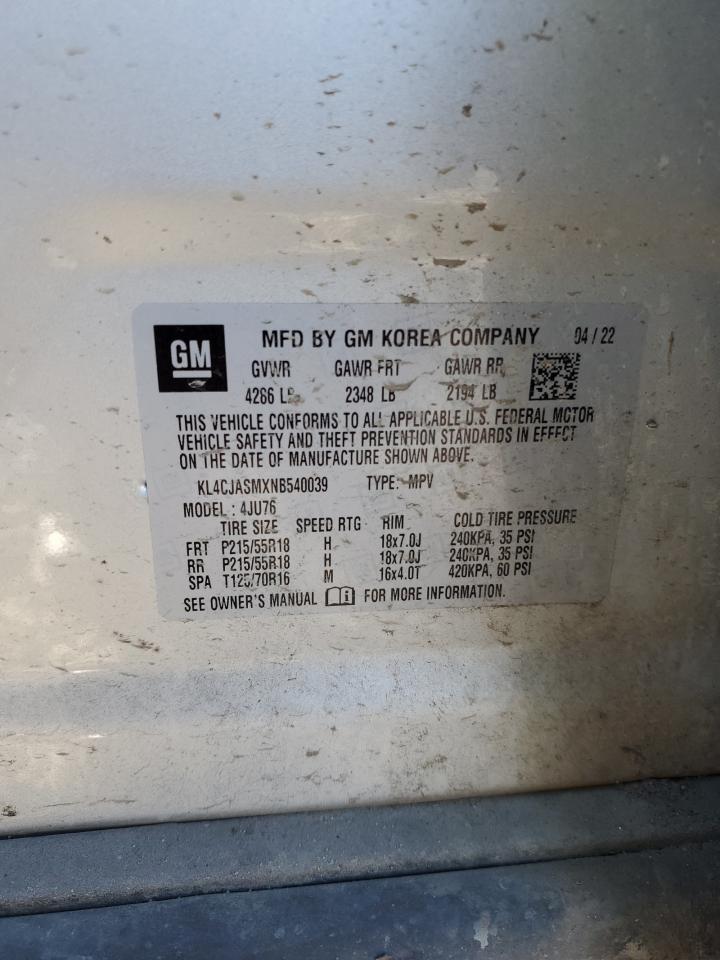 GM
MFD BY GM KOREA COMPANY 04 / 22
GVWR GAWR FRT GAWR RR
4266 LB 2348 LB 2194 LB
THIS VEHICLE CONFORMS TO ALL APPLICABLE U.S. FEDERAL MOTOR
VEHICLE SAFETY AND THEFT PREVENTION STANDARDS IN EFFECT
ON THE DATE OF MANUFACTURE SHOWN ABOVE.
KL4CJASMXNB540039 TYPE: MPV
MODEL : 4JU76
TIRE SIZE SPEED RTG RIM COLD TIRE PRESSURE
FRT P215/55R18 H 18x7.0J 240KPA, 35 PSI
RR P215/55R18 H 18x7.0J 240KPA, 35 PSI
SPA T125/70R16 M 16x4.0T 420KPA, 60 PSI
SEE OWNER'S MANUAL i FOR MORE INFORMATION.